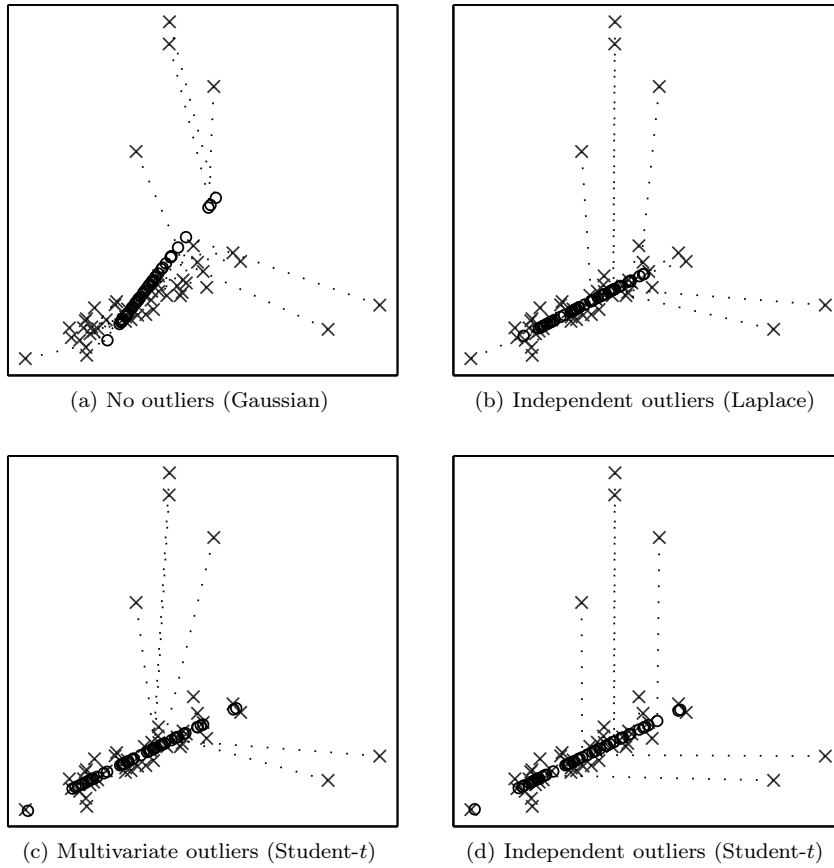 (a) No outliers (Gaussian)
(b) Independent outliers (Laplace)
(c) Multivariate outliers (Student-t)
(d) Independent outliers (Student-t)